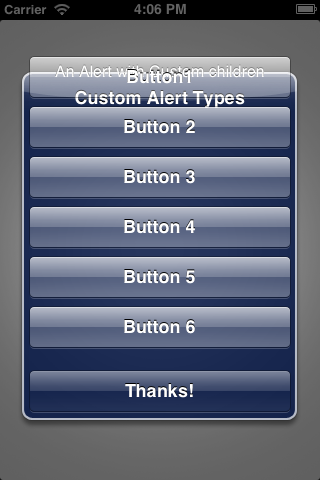 Carrier 4:06 PM
An Alert with Custom children
Button1
Custom Alert Types
Button 2
Button 3
Button 4
Button 5
Button 6
Thanks!